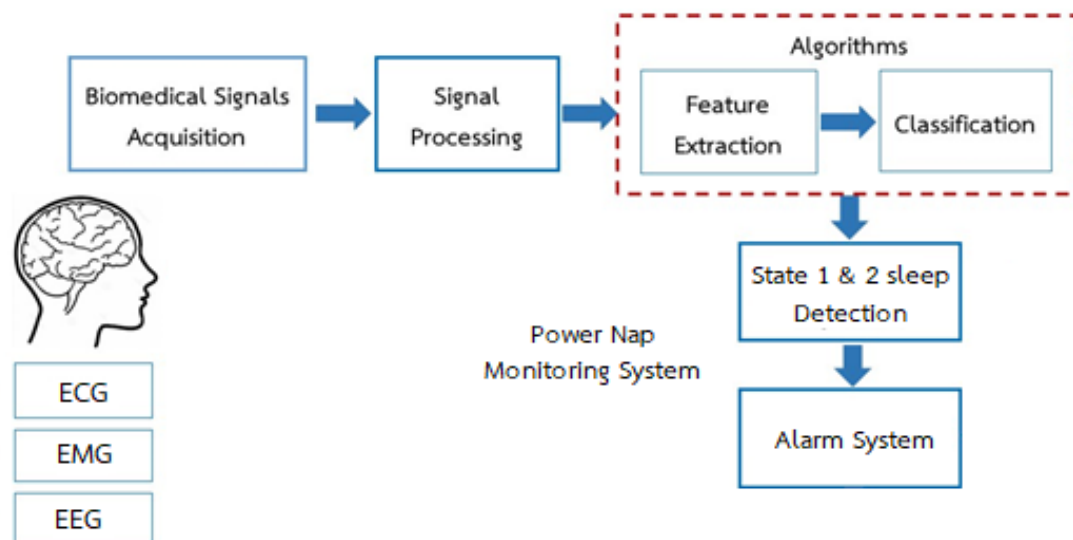 Algorithms
Biomedical Signals
Acquisition
Signal
Processing
Feature
Extraction
Classification
State 1 & 2 sleep
Detection
Power Nap
Monitoring System
Alarm System
ECG
EMG
EEG